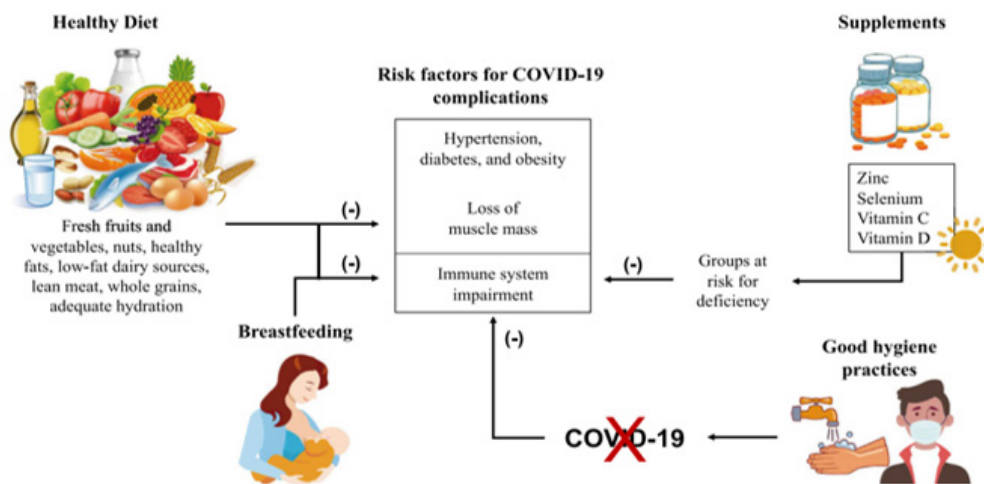 Healthy Diet
Fresh fruits and
vegetables, nuts, healthy
fats, low-fat dairy sources,
lean meat, whole grains,
adequate hydration
Breastfeeding
Risk factors for COVID-19
complications
Hypertension,
diabetes, and obesity
Loss of
muscle mass
Immune system
impairment
(-)
(-)
(-)
(-)
Supplements
Zinc
Selenium
Vitamin C
Vitamin D
Groups at
risk for
deficiency
Good hygiene
practices
COVID-19